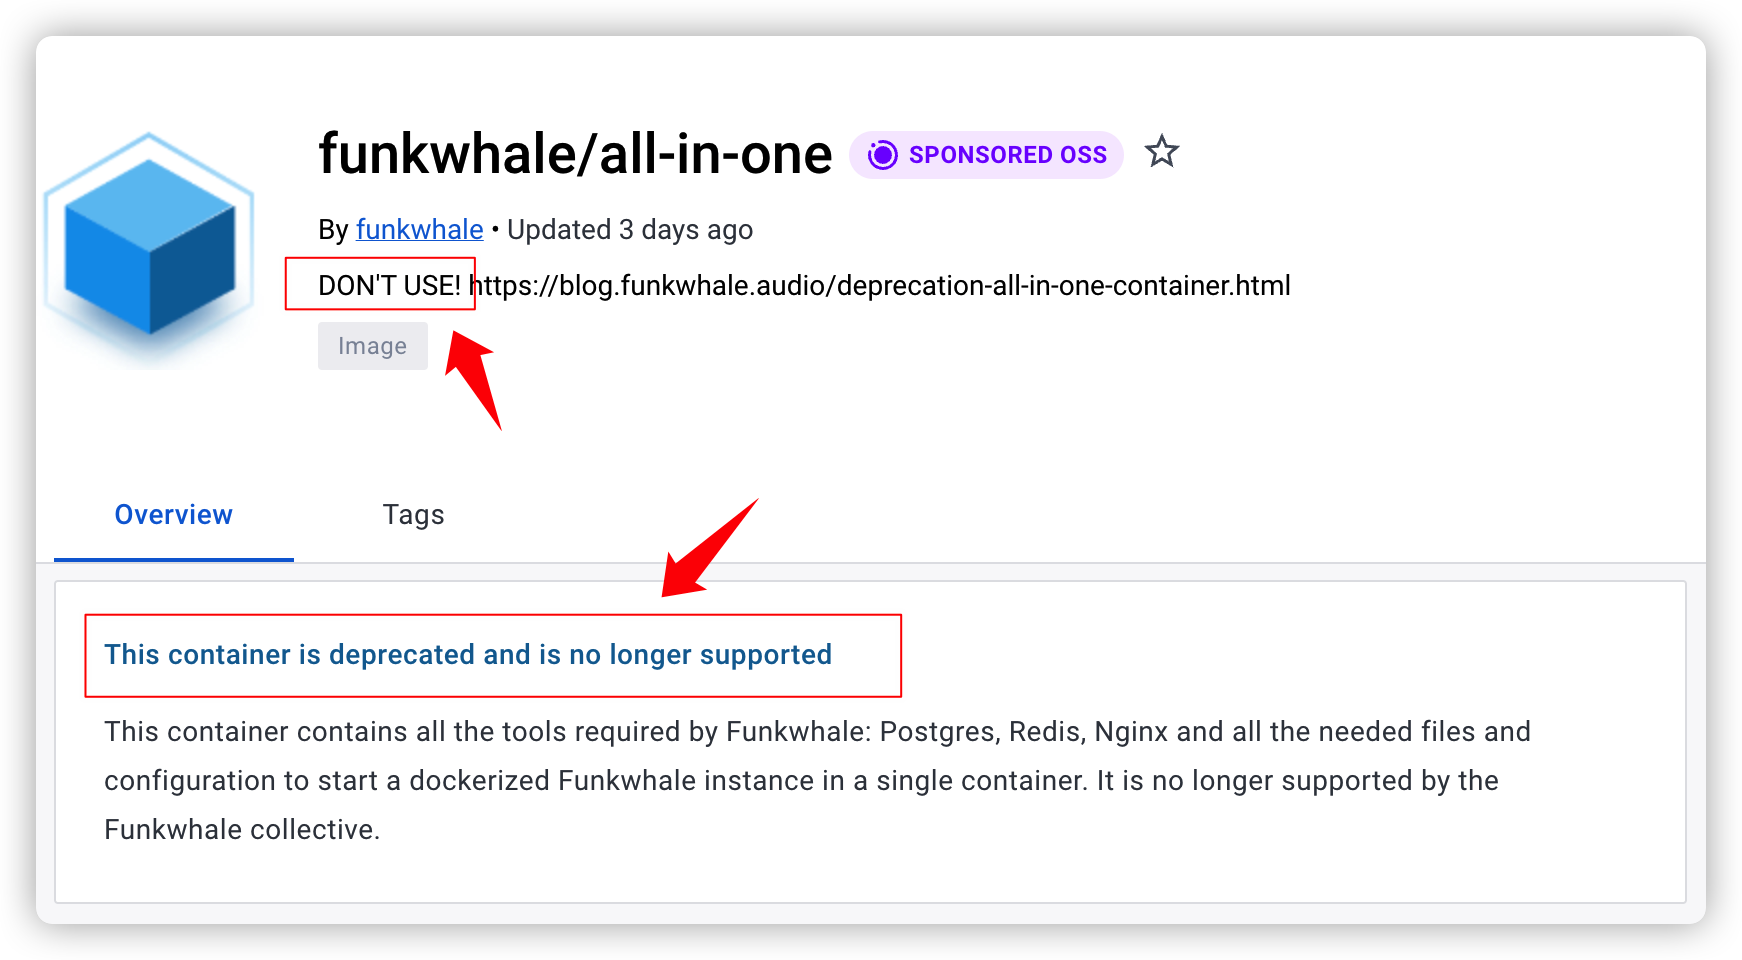 funkwhale/all-in-one SPONSORED OSS
By funkwhale • Updated 3 days ago
DON'T USE! https://blog.funkwhale.audio/deprecation-all-in-one-container.html
Image
Overview Tags
This container is deprecated and is no longer supported
This container contains all the tools required by Funkwhale: Postgres, Redis, Nginx and all the needed files and
configuration to start a dockerized Funkwhale instance in a single container. It is no longer supported by the
Funkwhale collective.